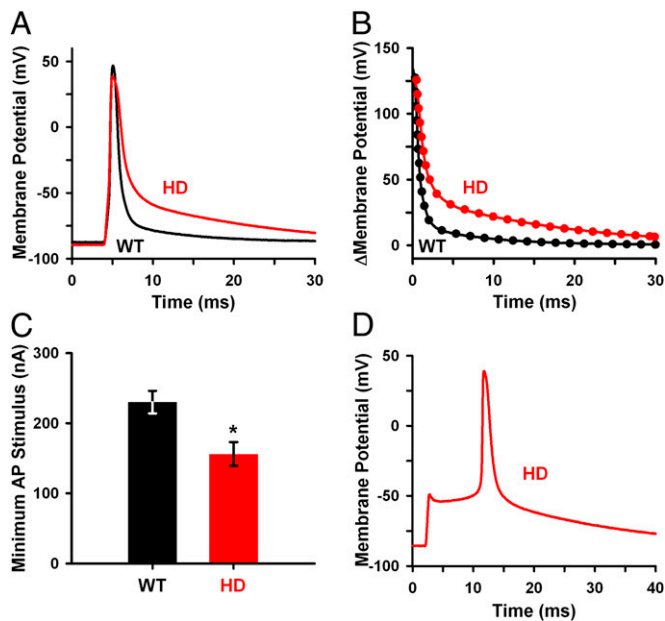 A
Membrane Potential (mV)
50
0
-50
-100
HD
WT
0
10
20
30
Time (ms)
B
ΔMembrane Potential (mV)
150
100
50
0
HD
WT
0
10
20
30
Time (ms)
C
Minimum AP Stimulus (nA)
300
200
100
0
*
WT
HD
D
Membrane Potential (mV)
50
0
-50
-100
HD
0
10
20
30
40
Time (ms)